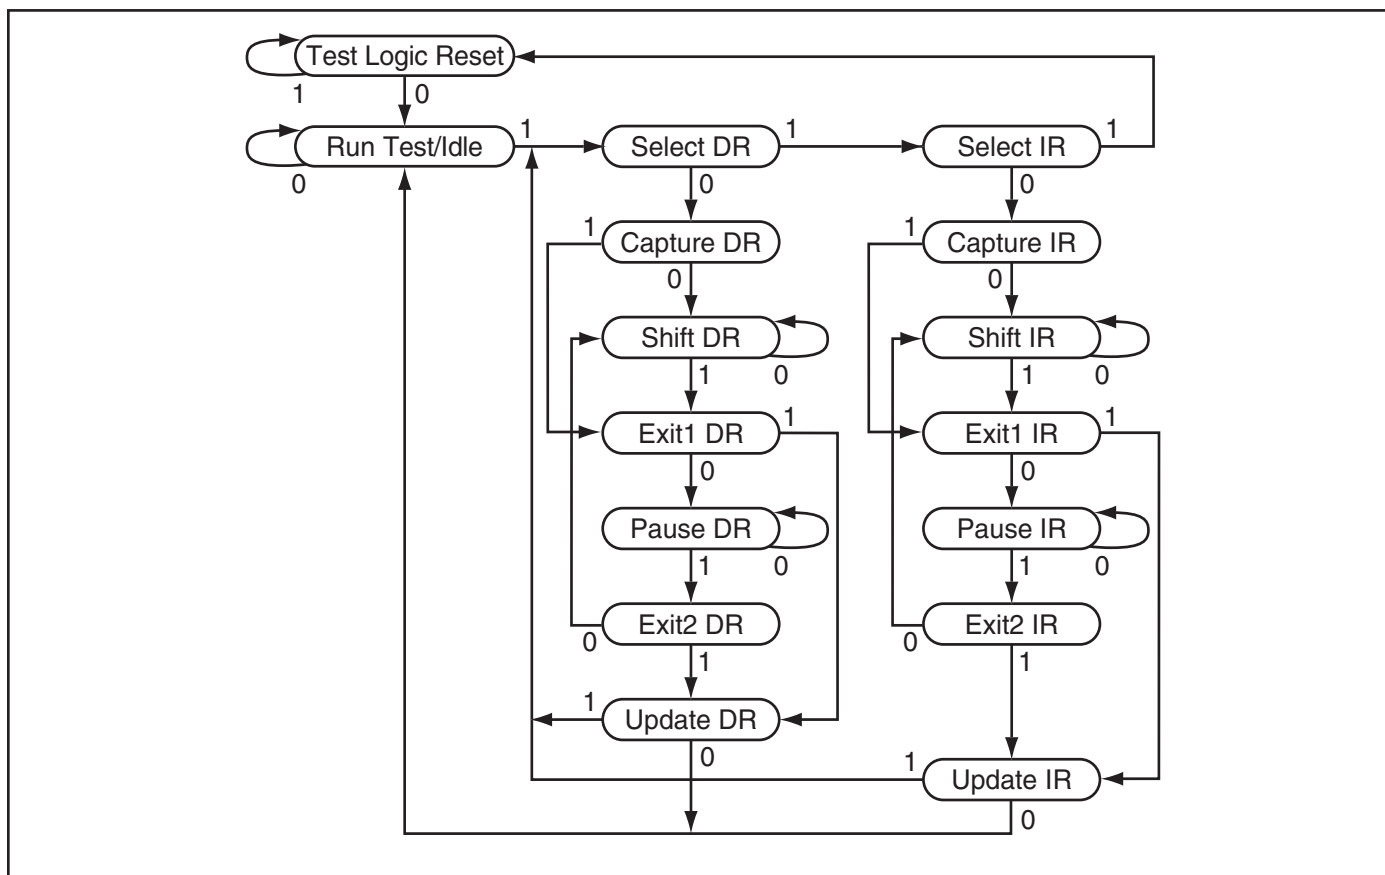 Test Logic Reset
1
0
Run Test/Idle
1
Select DR
1
Select IR
1
0
0
0
1
Capture DR
1
Capture IR
0
0
Shift DR
Shift IR
1
0
1
0
Exit1 DR
1
Exit1 IR
1
0
0
Pause DR
Pause IR
1
0
1
0
Exit2 DR
Exit2 IR
0
1
0
1
1
Update DR
0
1
Update IR
0